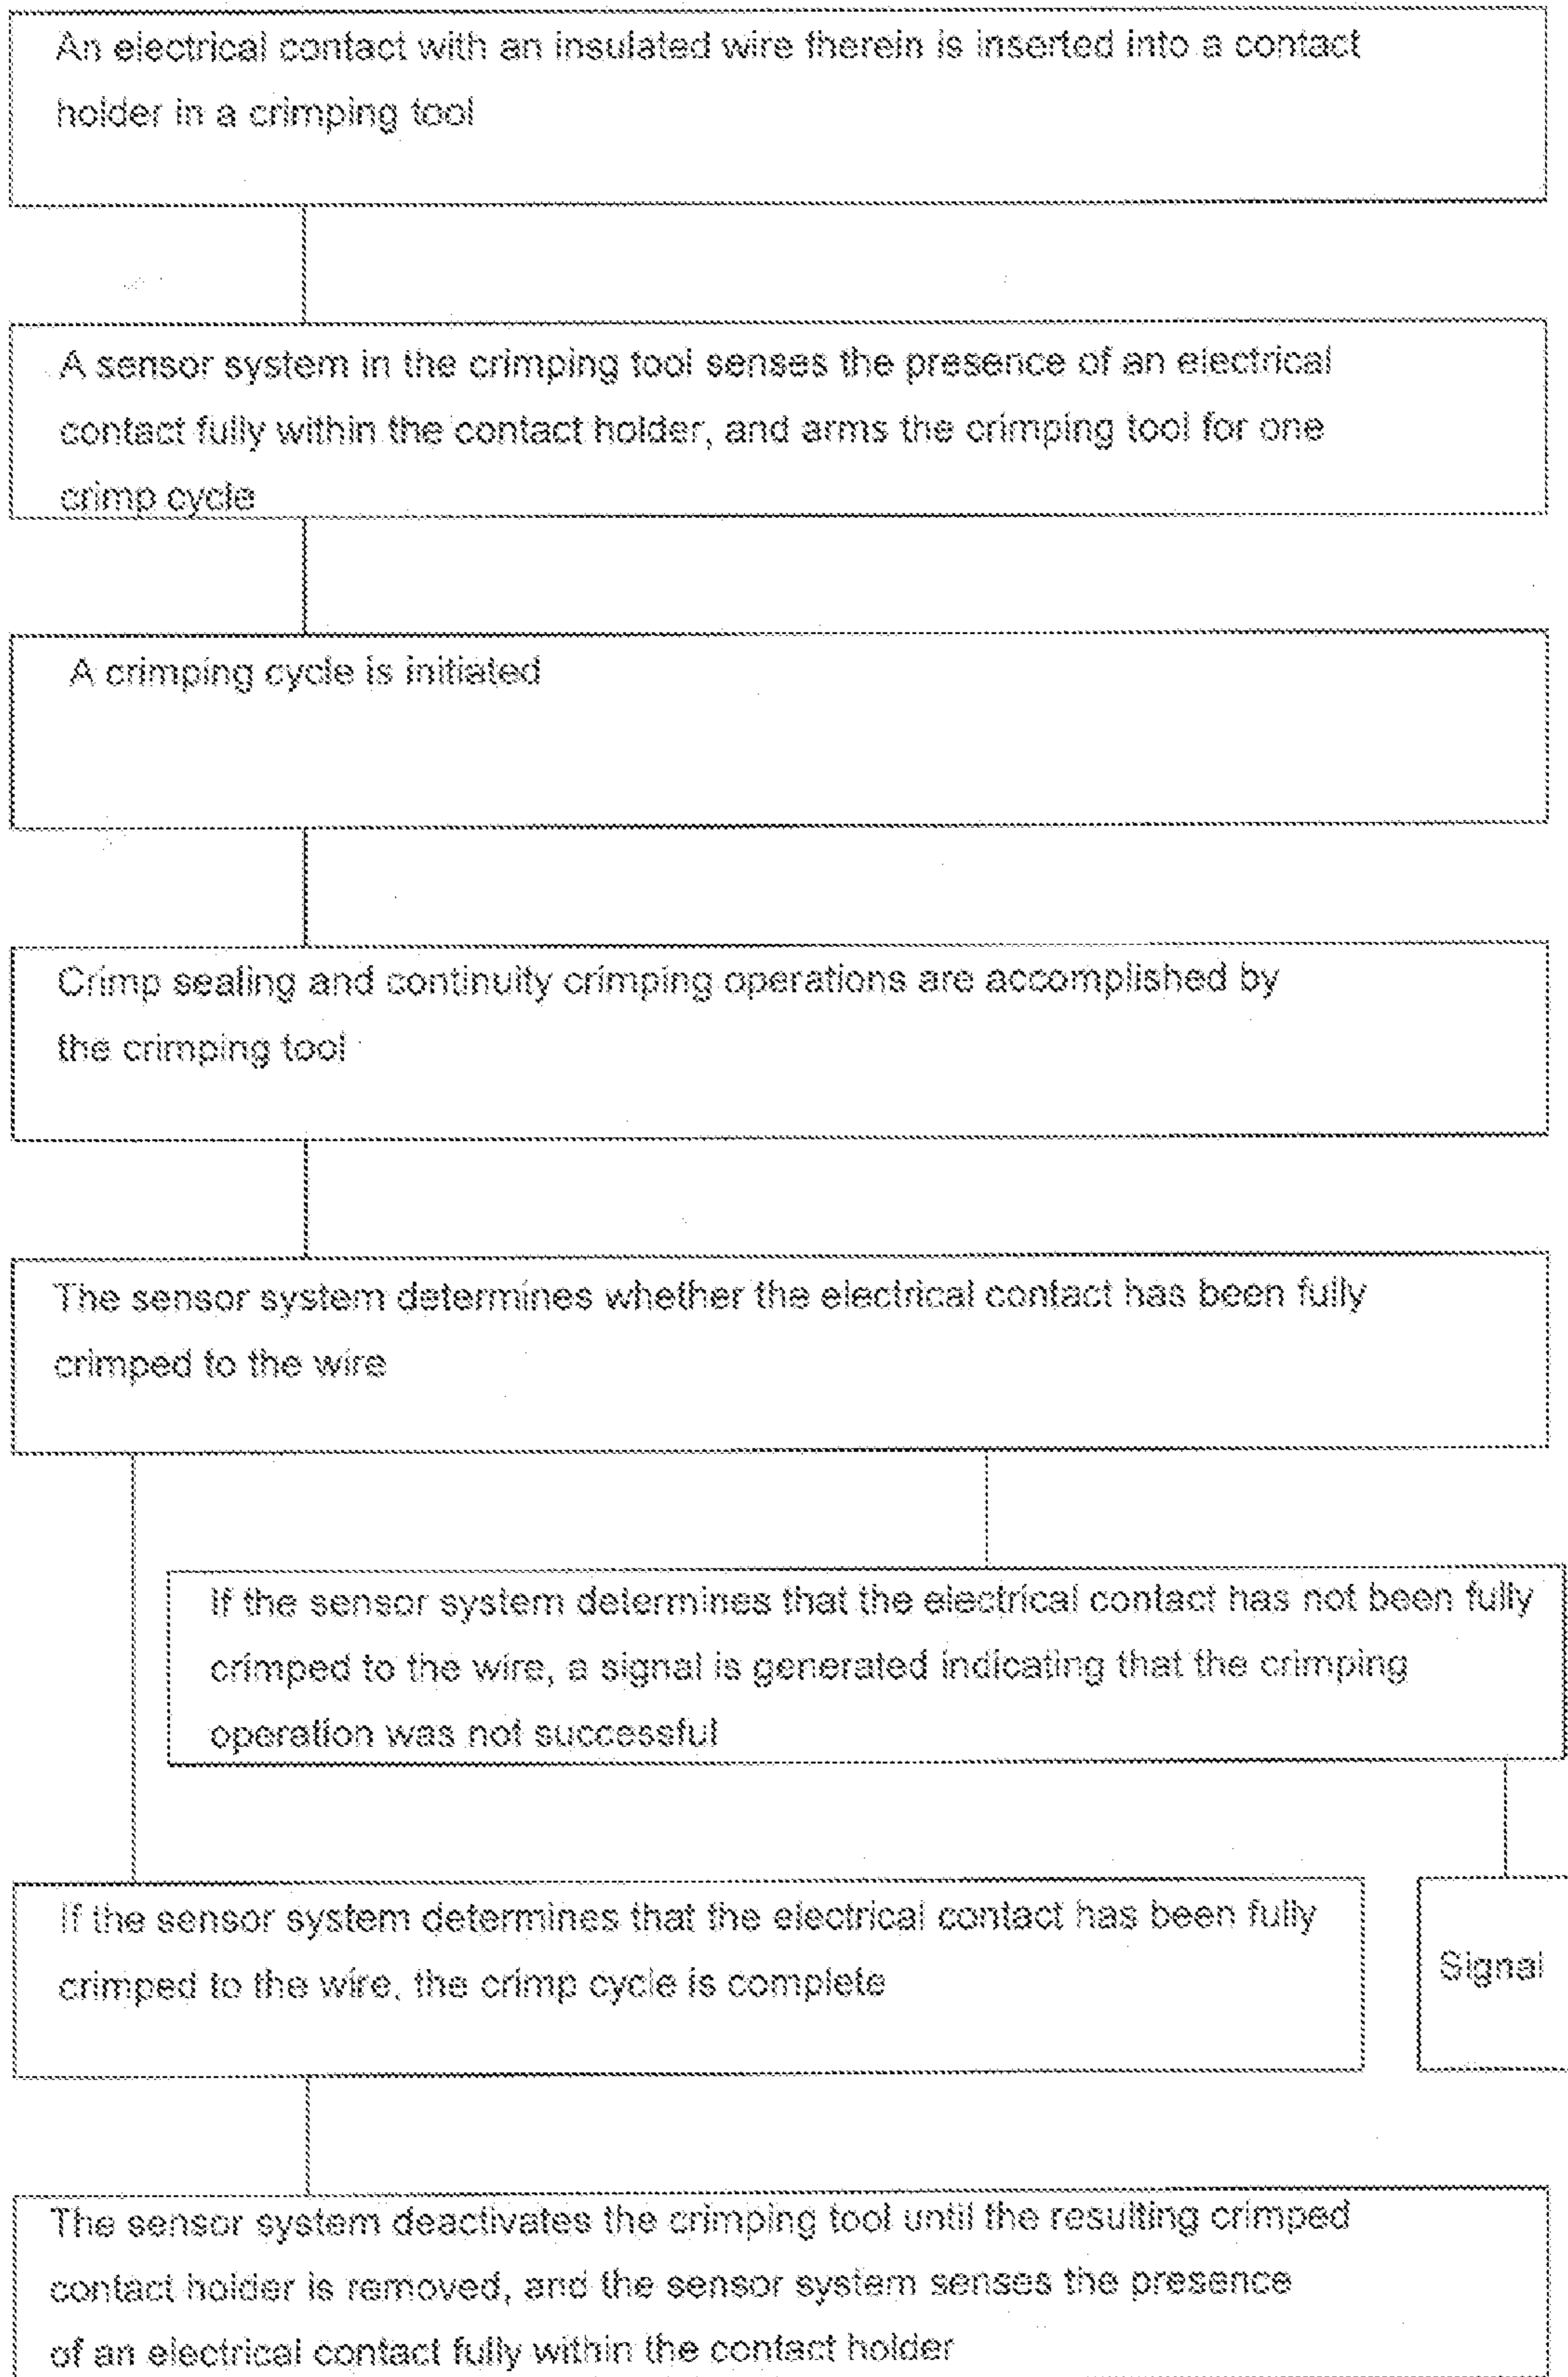 An electrical contact with an insulated wire therein is inserted into a contact
holder in a crimping tool
A sensor system in the crimping tool senses the presence of an electrical
contact fully within the contact holder, and arms the crimping tool for one
crimp cycle
A crimping cycle is initiated
Crimp sealing and continuity crimping operations are accomplished by
the crimping tool
The sensor system determines whether the electrical contact has been fully
crimped to the wire
If the sensor system determines that the electrical contact has not been fully
crimped to the wire, a signal is generated indicating that the crimping
operation was not successful
If the sensor system determines that the electrical contact has been fully
crimped to the wire, the crimp cycle is complete
Signal
The sensor system deactivates the crimping tool until the resulting crimped
contact holder is removed, and the sensor system senses the presence
of an electrical contact fully within the contact holder